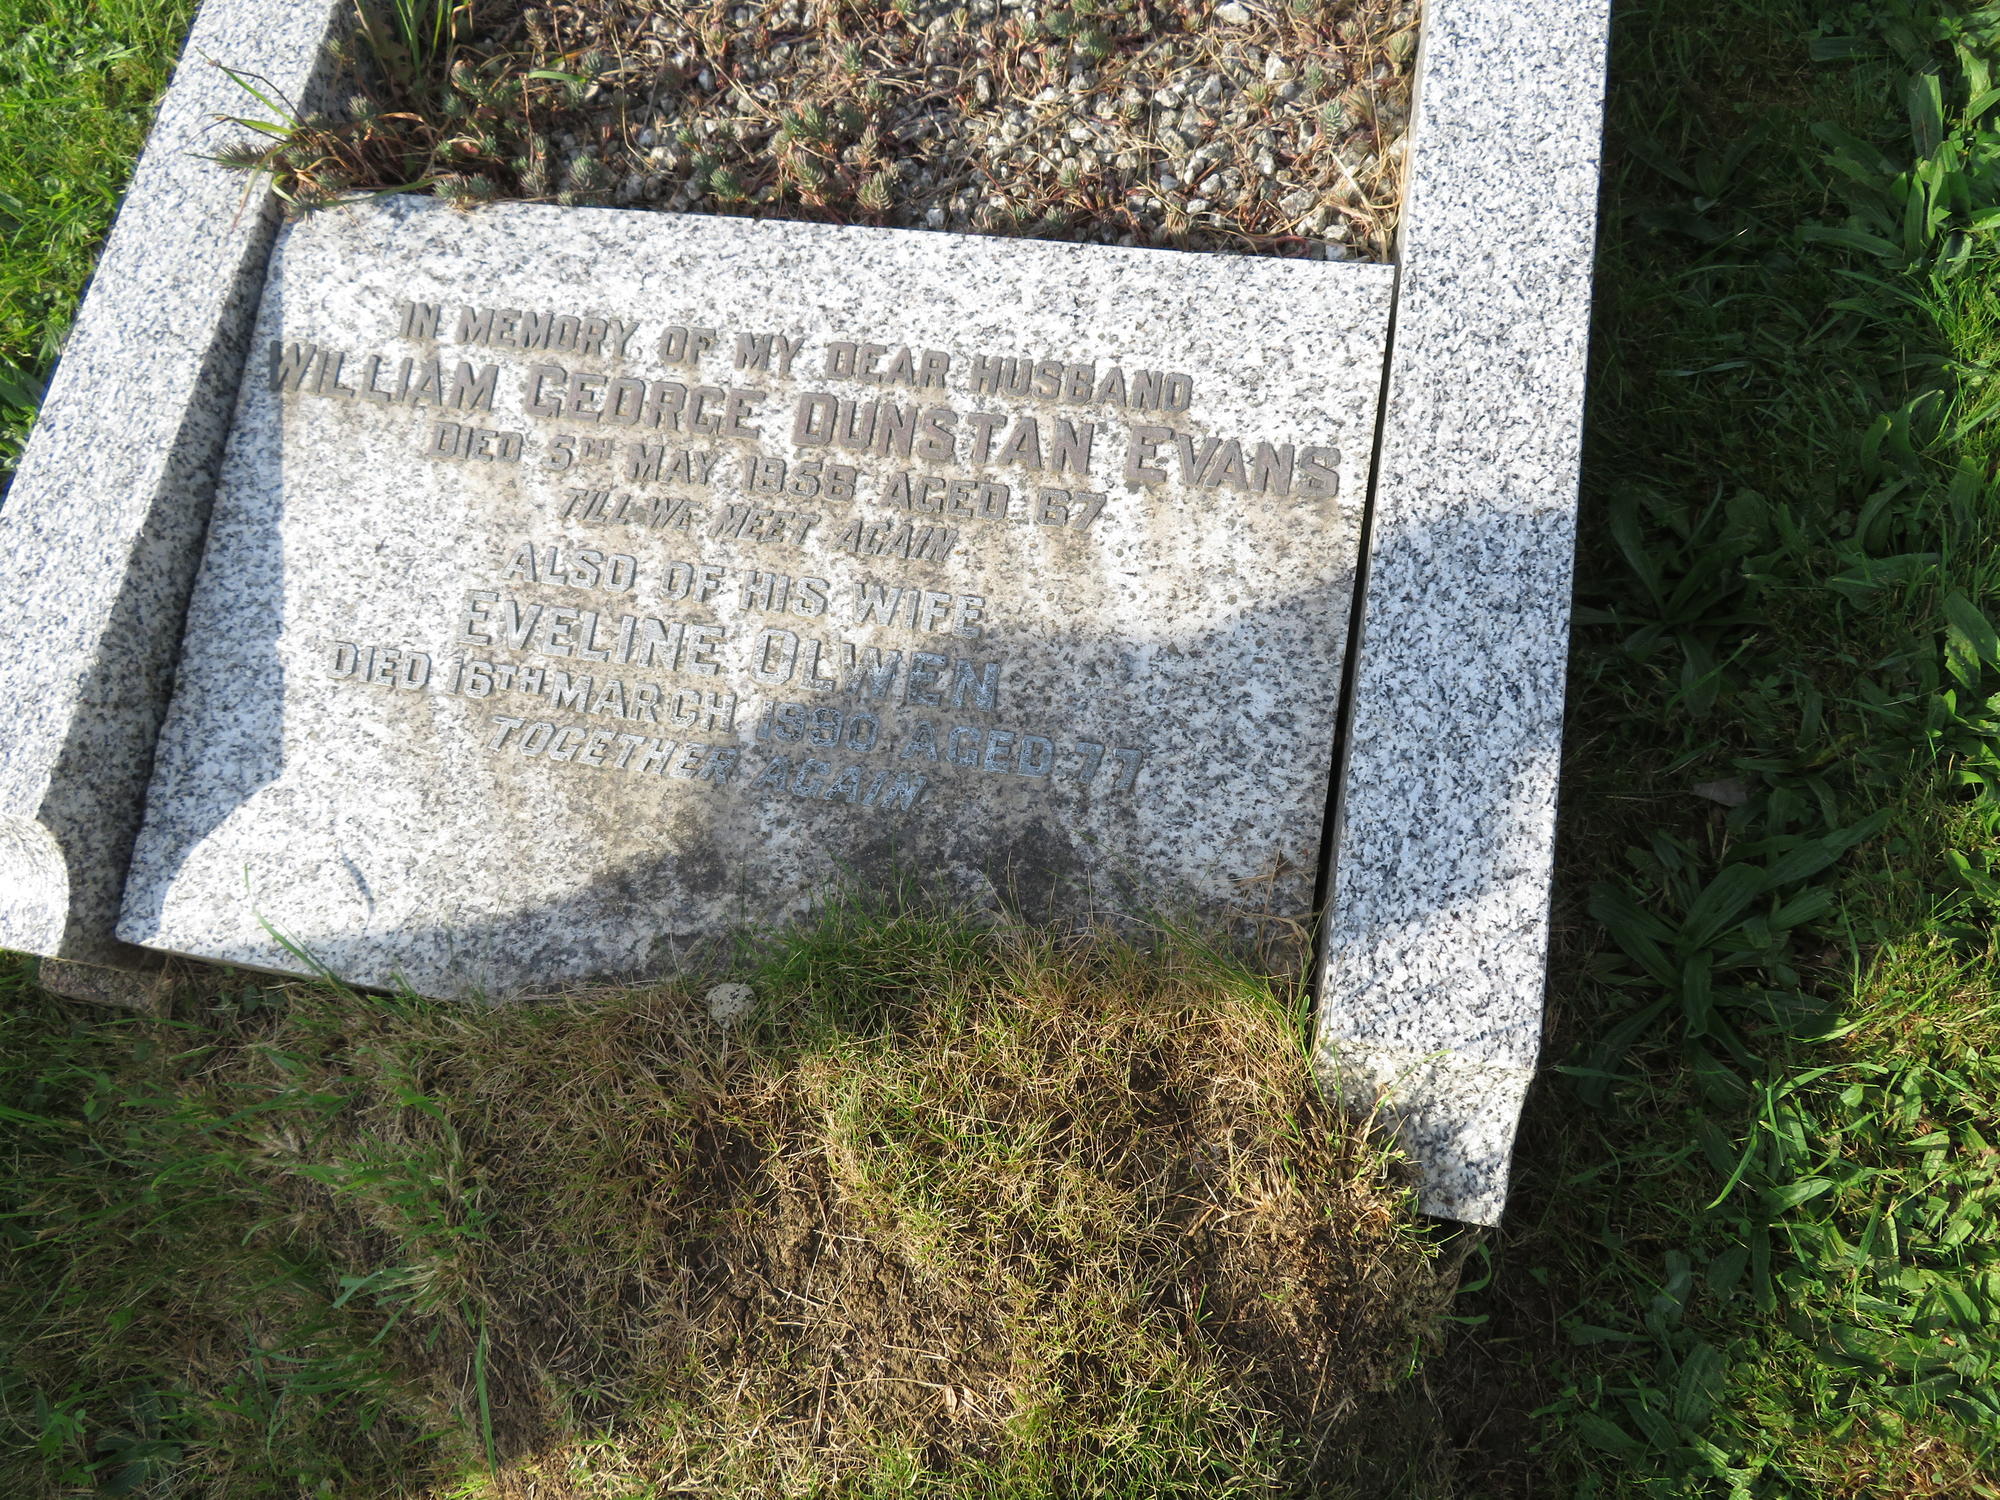 IN MEMORY OF MY DEAR HUSBAND
WILLIAM GEORGE DUNSTAN EVANS
DIED 5TH MAY 1958 AGED 67
TILL WE MEET AGAIN
ALSO OF HIS WIFE
EVELINE OLWEN
DIED 16TH MARCH 1990 AGED 77
TOGETHER AGAIN